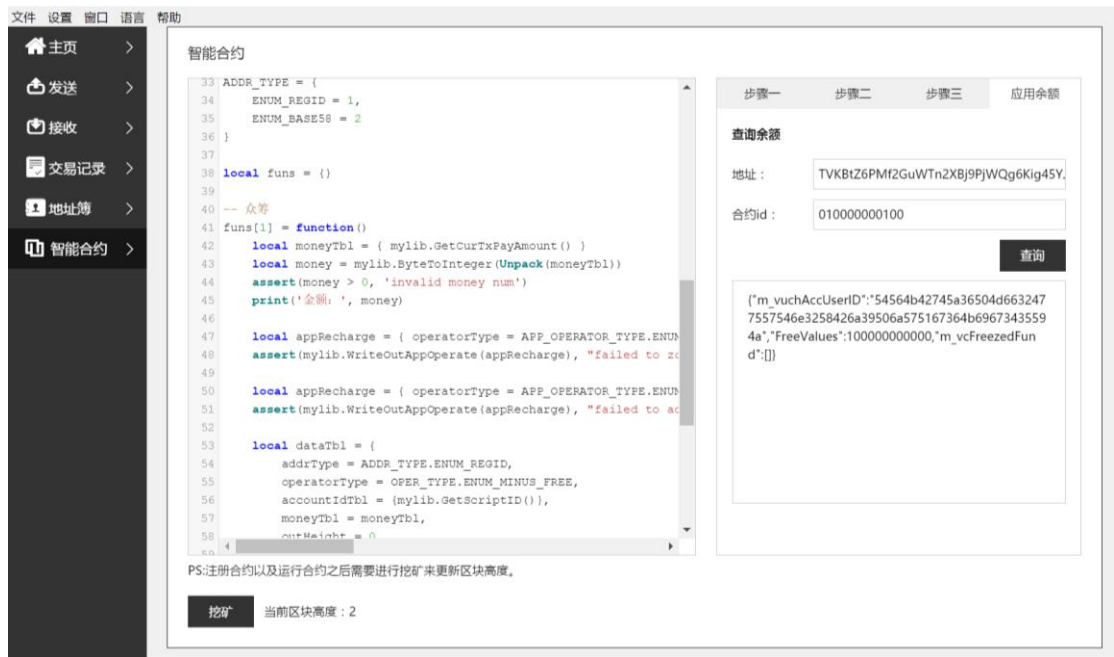 文件 设置 窗口 语言 帮助
主页 >
发送 >
接收 >
交易记录 >
地址簿 >
智能合约 >
智能合约
33 ADDR_TYPE = {
34     ENUM_REGID = 1,
35     ENUM_BASE58 = 2
36 }
37
38 local funs = {}
39
40 -- 众筹
41 funs[1] = function()
42     local moneyTbl = { mylib.GetCurTxPayAmount() }
43     local money = mylib.ByteToInteger(Unpack(moneyTbl))
44     assert(money > 0, 'invalid money num')
45     print('金额: ', money)
46
47     local appRecharge = { operatorType = APP_OPERATOR_TYPE.ENUM
48     assert(mylib.WriteOutAppOperate(appRecharge), "failed to zc
49
50     local appRecharge = { operatorType = APP_OPERATOR_TYPE.ENUM
51     assert(mylib.WriteOutAppOperate(appRecharge), "failed to ac
52
53     local dataTbl = {
54         addrType = ADDR_TYPE.ENUM_REGID,
55         operatorType = OPER_TYPE.ENUM_MINUS_FREE,
56         accountIdTbl = {mylib.GetScriptID()},
57         moneyTbl = moneyTbl,
58         outHeight = 0
59
步骤一 步骤二 步骤三 应用余额
查询余额
地址: TVKBtZ6PMf2GuWTn2XBj9PjWQg6Kig45Y.
合约id: 010000000100
查询
{"m_vuchAccUserID":"54564b42745a36504d663247
7557546e3258426a39506a575167364b6967343559
4a","FreeValues":100000000000,"m_vcFreezedFun
d":[]}
PS:注册合约以及运行合约之后需要进行挖矿来更新区块高度。
挖矿 当前区块高度: 2